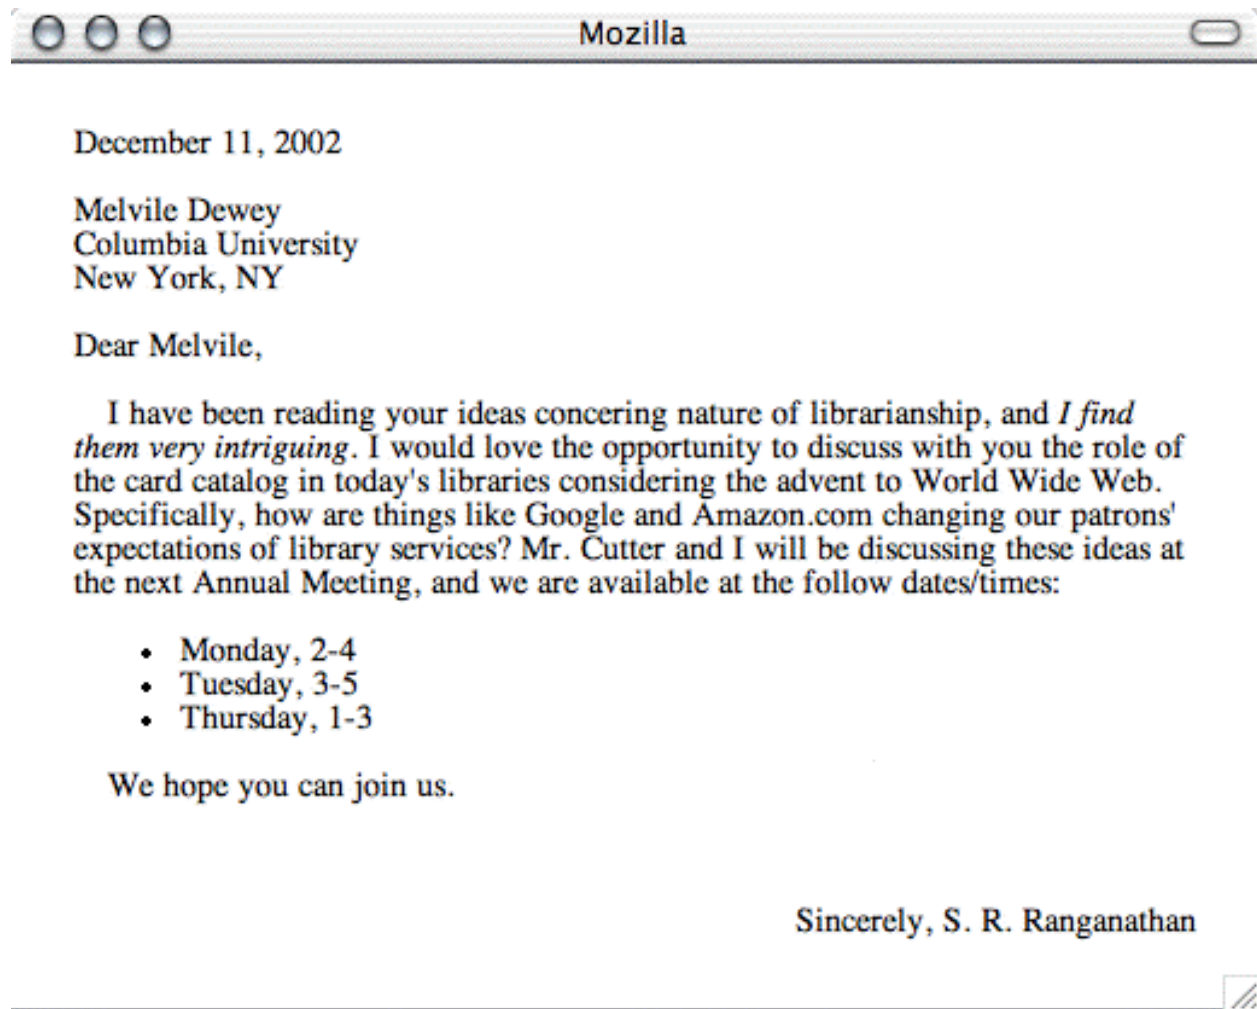 Mozilla
December 11, 2002
Melvile Dewey
Columbia University
New York, NY
Dear Melvile,
I have been reading your ideas concering nature of librarianship, and I find
them very intriguing. I would love the opportunity to discuss with you the role of
the card catalog in today's libraries considering the advent to World Wide Web.
Specifically, how are things like Google and Amazon.com changing our patrons'
expectations of library services? Mr. Cutter and I will be discussing these ideas at
the next Annual Meeting, and we are available at the follow dates/times:
• Monday, 2-4
• Tuesday, 3-5
• Thursday, 1-3
We hope you can join us.
Sincerely, S. R. Ranganathan